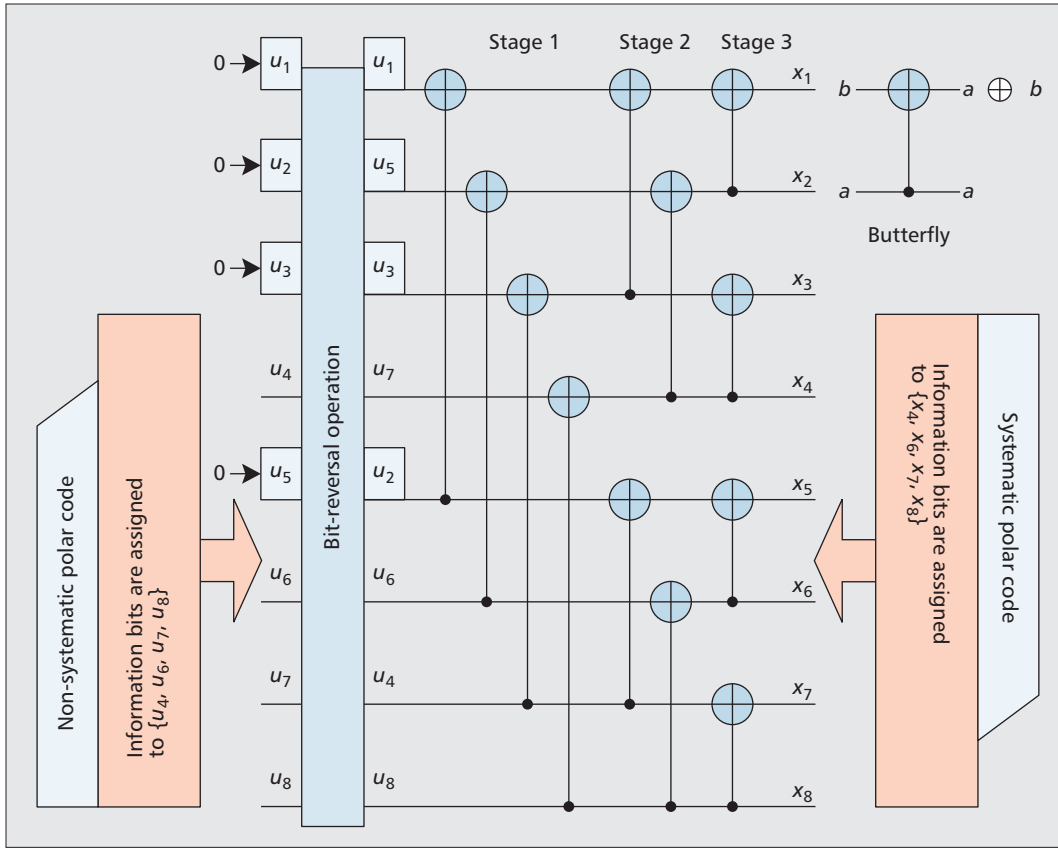 Stage 1 Stage 2 Stage 3
0 u1 u1 x1 b a ⊕ b
0 u2 u5 x2 a a
Butterfly
0 u3 u3 x3
u4 u7 x4
0 u5 u2 x5
u6 u6 x6
u7 u4 x7
u8 u8 x8
Bit-reversal operation
Non-systematic polar code
Information bits are assigned
to {u4, u6, u7, u8}
Information bits are assigned
to {x4, x6, x7, x8}
Systematic polar code